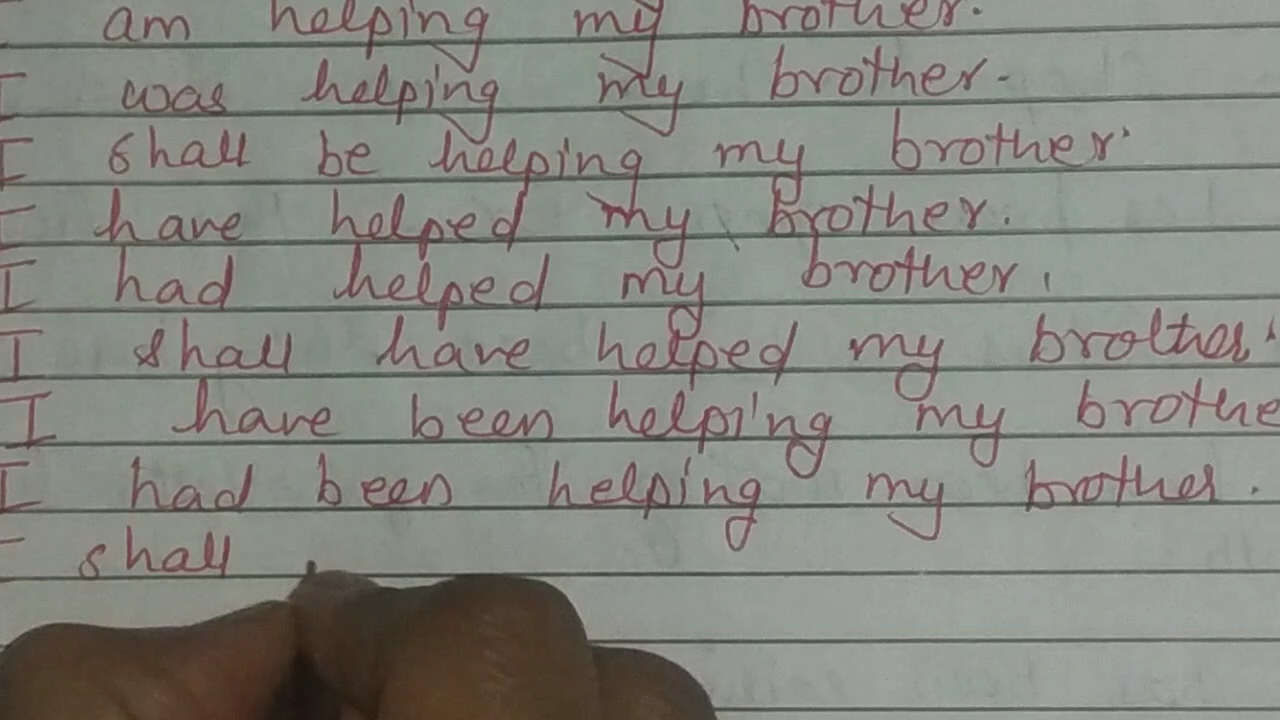 I am helping my brother.
I was helping my brother.
I shall be helping my brother.
I have helped my brother.
I had helped my brother.
I shall have helped my brother.
I have been helping my brothe
I had been helping my brother.
I shall